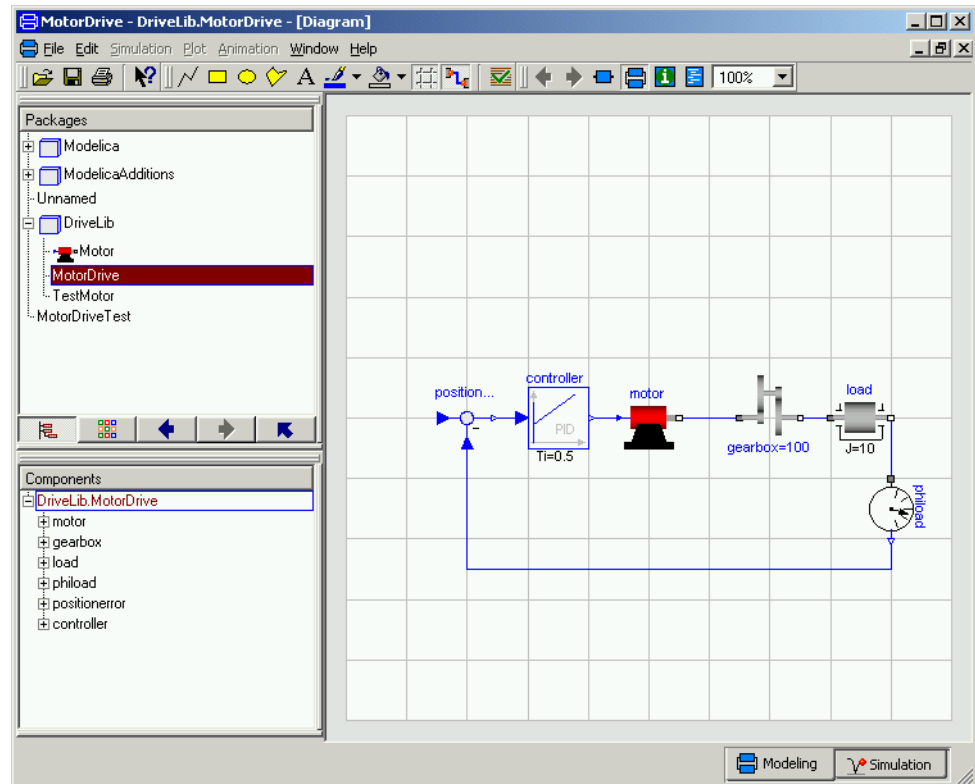 MotorDrive - DriveLib.MotorDrive - [Diagram]
File Edit Simulation Plot Animation Window Help
A 100%
Packages
Modelica
ModelicaAdditions
Unnamed
DriveLib
Motor
MotorDrive
TestMotor
MotorDriveTest
Components
DriveLib.MotorDrive
motor
gearbox
load
phiload
positionerror
controller
controller
position...
motor
load
PID
-
Ti=0.5
gearbox=100
J=10
phiload
Modeling Simulation